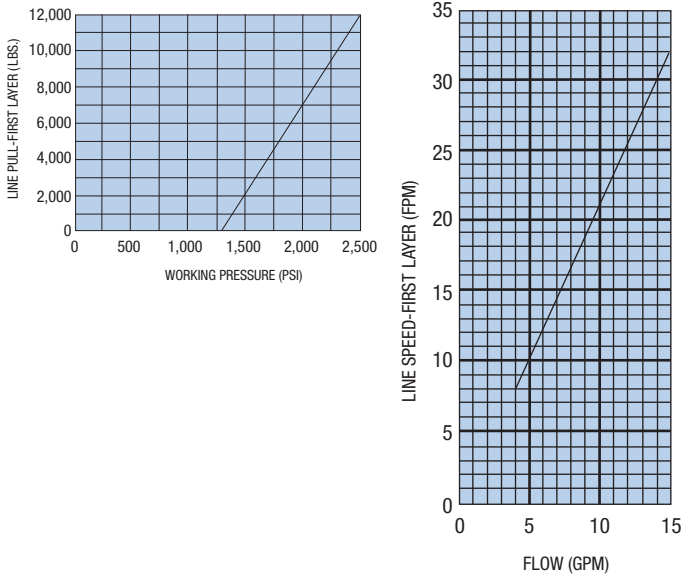 LINE PULL-FIRST LAYER (LBS.)
12,000
10,000
8,000
6,000
4,000
2,000
0
0 500 1,000 1,500 2,000 2,500
WORKING PRESSURE (PSI)
LINE SPEED-FIRST LAYER (FPM)
35
30
25
20
15
10
5
0
0 5 10 15
FLOW (GPM)